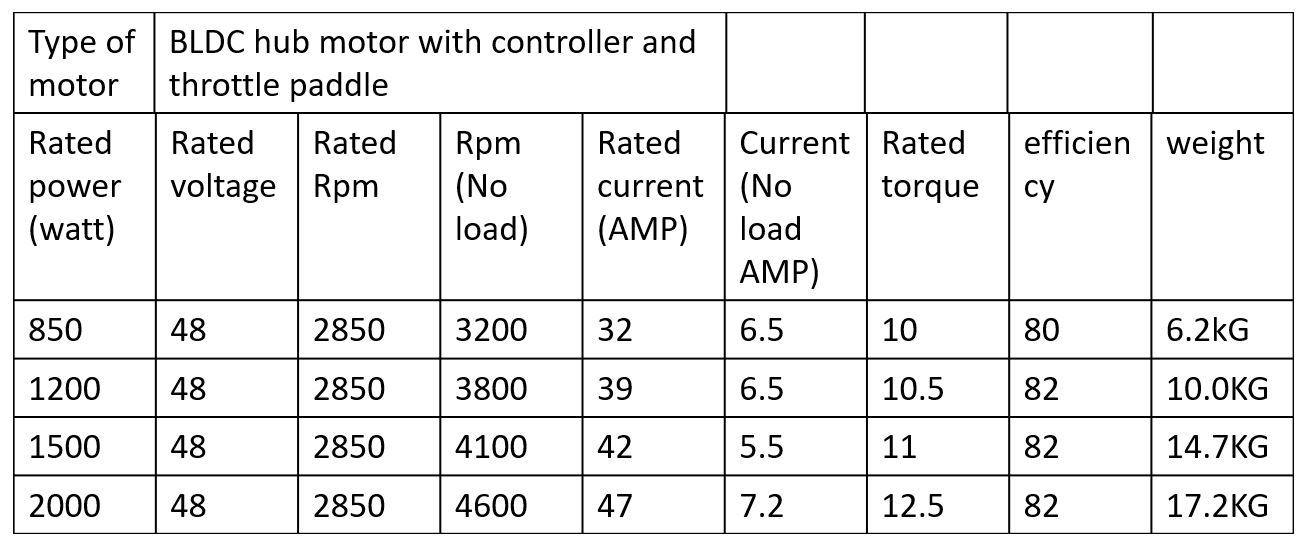 Type of motor BLDC hub motor with controller and throttle paddle
Rated power (watt) Rated voltage Rated Rpm Rpm (No load) Rated current (AMP) Current (No load AMP) Rated torque efficien cy weight
850 48 2850 3200 32 6.5 10 80 6.2kG
1200 48 2850 3800 39 6.5 10.5 82 10.0KG
1500 48 2850 4100 42 5.5 11 82 14.7KG
2000 48 2850 4600 47 7.2 12.5 82 17.2KG